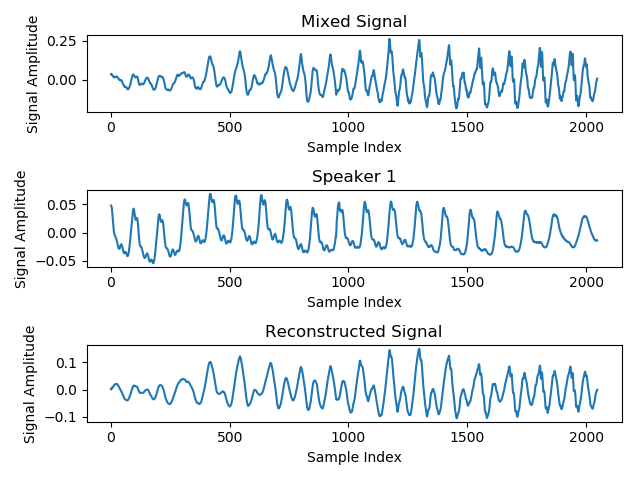 Mixed Signal
Signal Amplitude
0.25
0.00
0
500
1000
1500
2000
Sample Index
Speaker 1
Signal Amplitude
0.05
0.00
−0.05
0
500
1000
1500
2000
Sample Index
Reconstructed Signal
Signal Amplitude
0.1
0.0
−0.1
0
500
1000
1500
2000
Sample Index